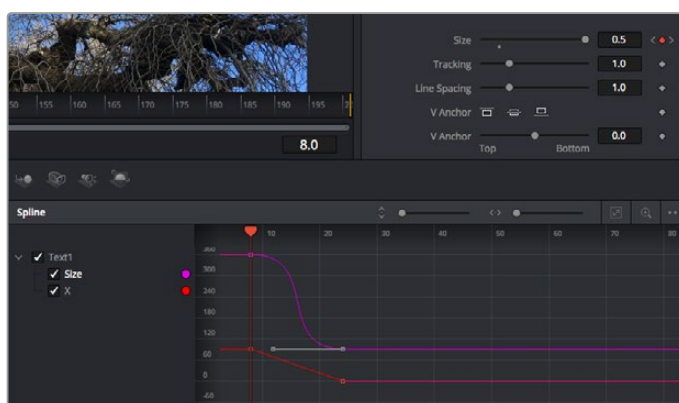 Size 0.5
Tracking 1.0
50 155 160 165 170 175 180 185 190 195
Line Spacing 1.0
V Anchor
8.0
V Anchor 0.0
Top Bottom
Spline
10 20 30 40 50 60 70 80
Text1
Size
X
300
240
180
120
60
0
-60